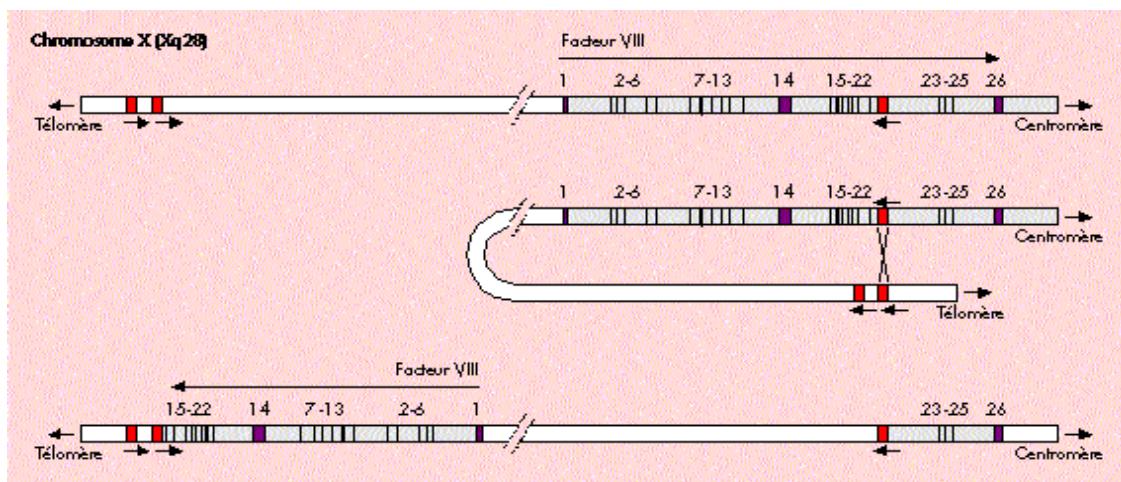 Chromosome X (Xq28)
Facteur VIII
1 2-6 7-13 14 15-22 23-25 26
Télomère Centromère
1 2-6 7-13 14 15-22 23-25 26
Centromère
Télomère
Facteur VIII
15-22 14 7-13 2-6 1 23-25 26
Télomère Centromère